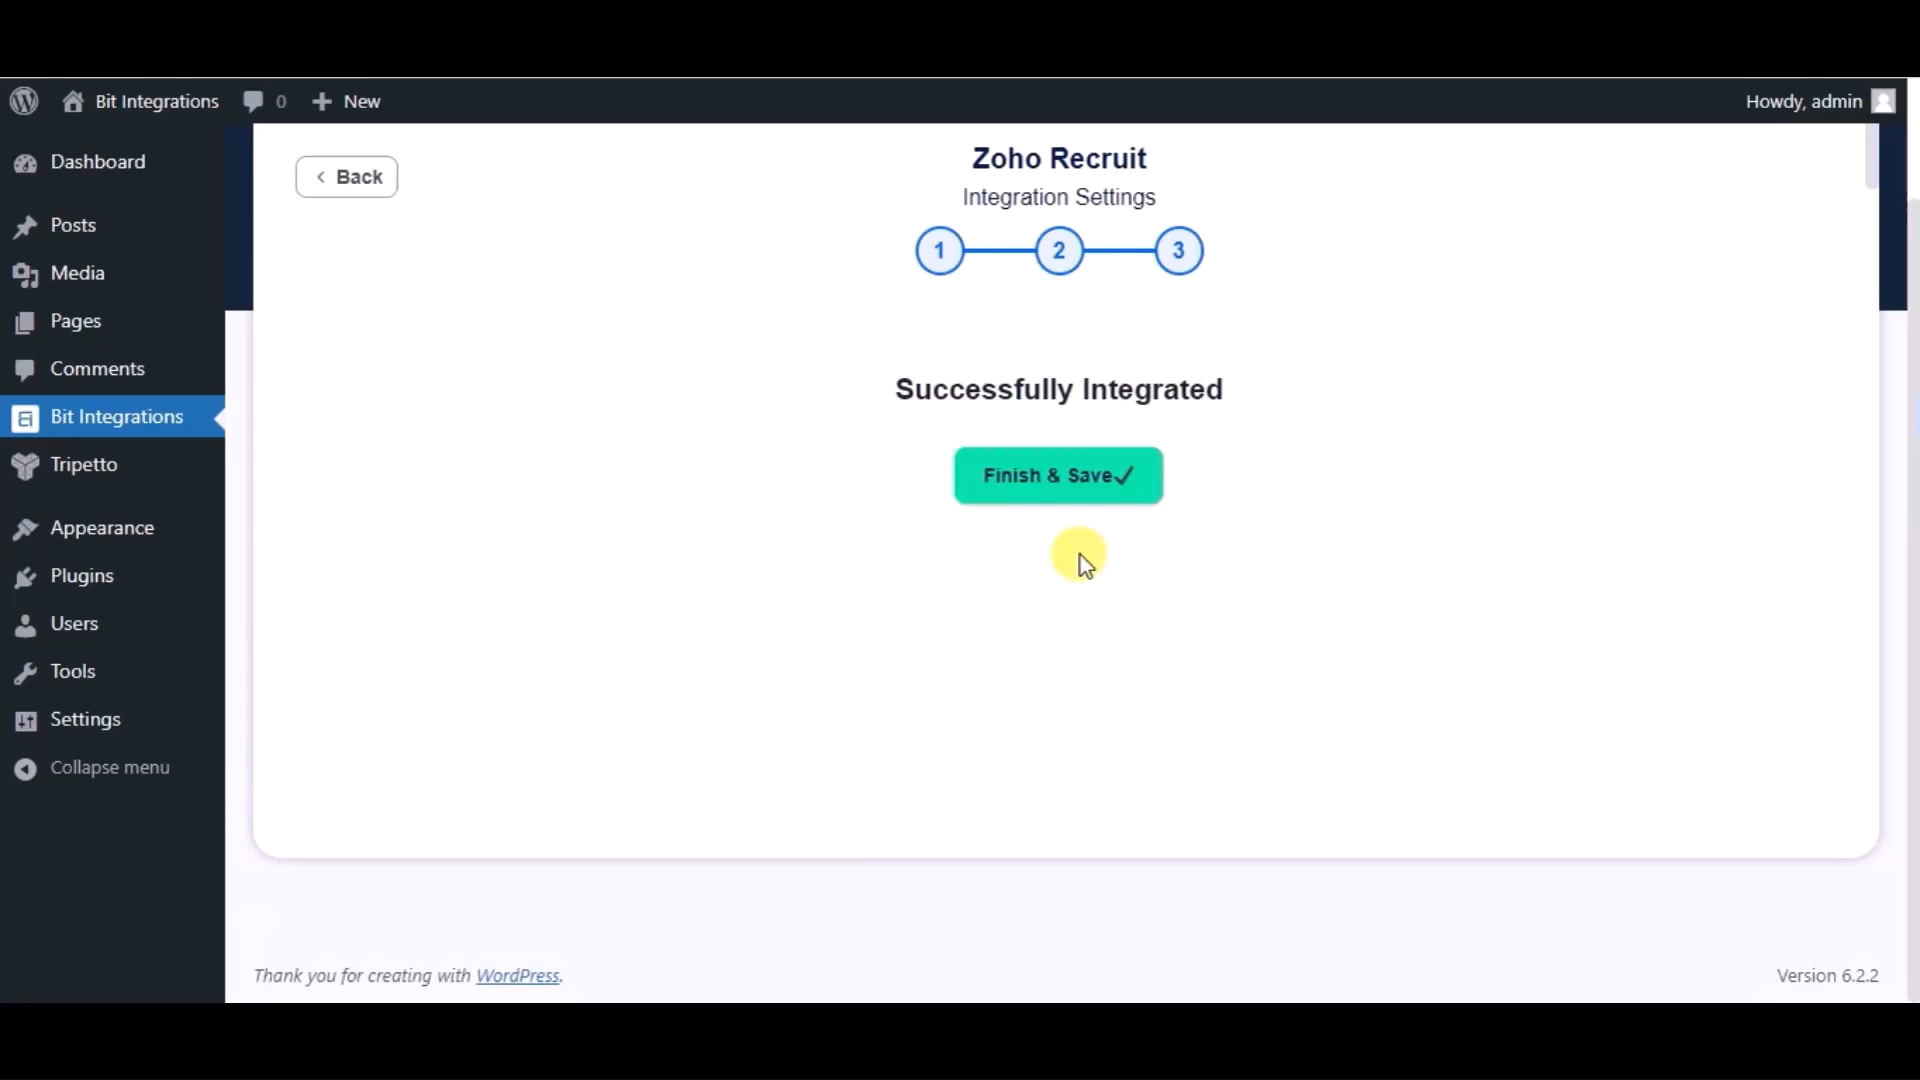 Bit Integrations
0
New
Howdy, admin
Dashboard
Posts
Media
Pages
Comments
Bit Integrations
Tripetto
Appearance
Plugins
Users
Tools
Settings
Collapse menu
Back
Zoho Recruit
Integration Settings
1
2
3
Successfully Integrated
Finish & Save✓
Thank you for creating with WordPress.
Version 6.2.2